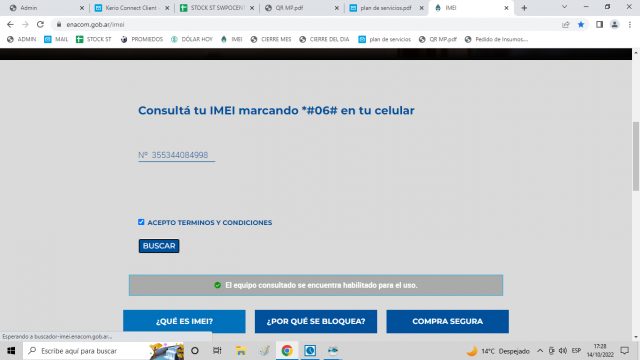 Admin
Kerio Connect Client -
STOCK ST SWPOCENT
QR MP.pdf
plan de servicios.pdf
IMEI
enacom.gob.ar/imei
ADMIN
MAIL
STOCK ST
PROMIEDOS
DÓLAR HOY
IMEI
CIERRE MES
CIERRE DEL DIA
plan de servicios
QR MP.pdf
Pedido de Insumos....
Consultá tu IMEI marcando *#06# en tu celular
Nº 355344084998
ACEPTO TERMINOS Y CONDICIONES
BUSCAR
El equipo consultado se encuentra habilitado para el uso.
¿QUÉ ES IMEI?
¿POR QUÉ SE BLOQUEA?
COMPRA SEGURA
Esperando a buscador-imei.enacom.gob.ar...
Escribe aquí para buscar
14°C Despejado
ESP
17:28
14/10/2022